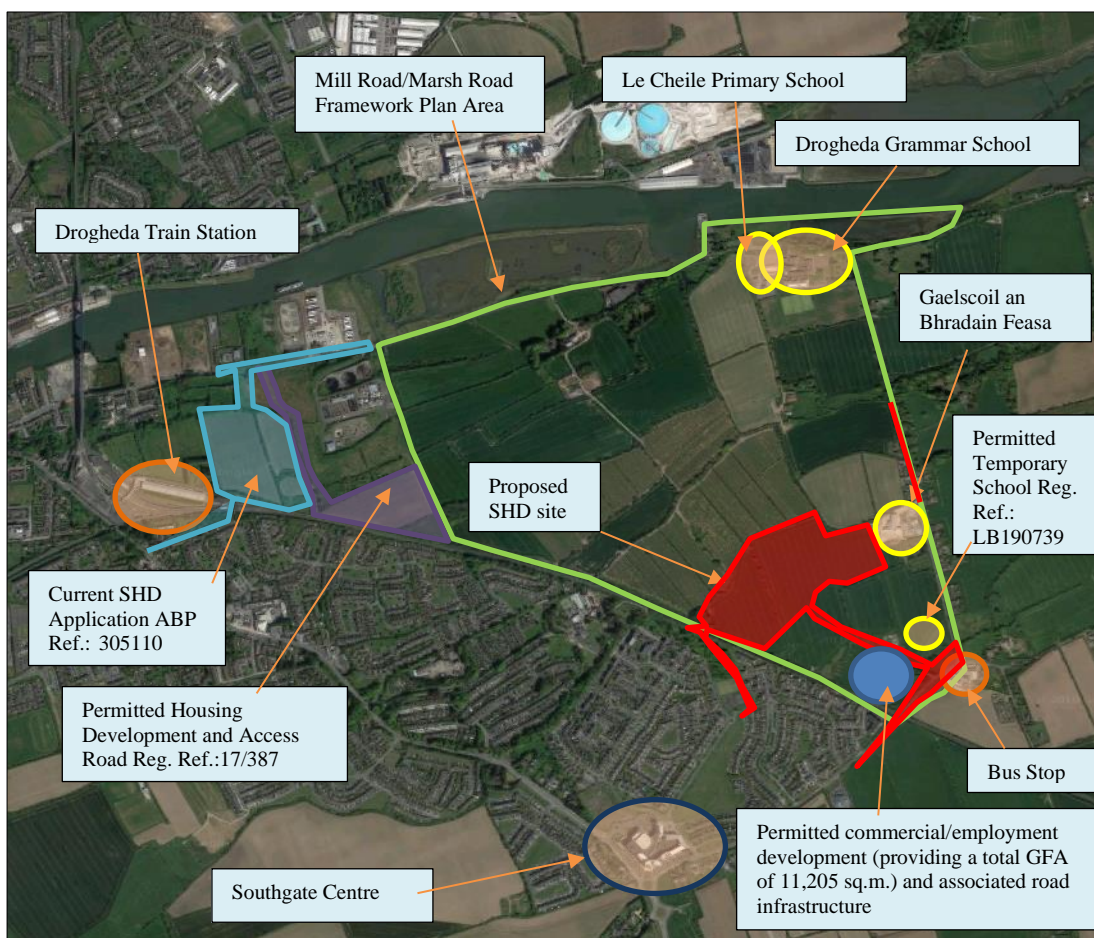 Mill Road/Marsh Road
Framework Plan Area
Le Cheile Primary School
Drogheda Grammar School
Drogheda Train Station
Gaelscoil an
Bhradain Feasa
Permitted
Temporary
School Reg.
Ref.:
LB190739
Proposed
SHD site
Current SHD
Application ABP
Ref.: 305110
Permitted Housing
Development and Access
Road Reg. Ref.:17/387
Bus Stop
Southgate Centre
Permitted commercial/employment
development (providing a total GFA
of 11,205 sq.m.) and associated road
infrastructure